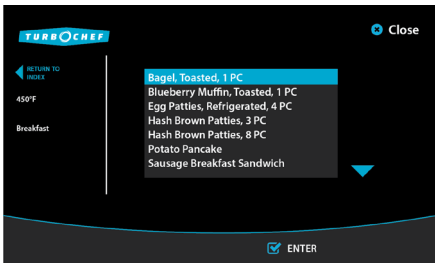 TURBOCHEF
Close
RETURN TO
INDEX
450°F
Breakfast
Bagel, Toasted, 1 PC
Blueberry Muffin, Toasted, 1 PC
Egg Patties, Refrigerated, 4 PC
Hash Brown Patties, 3 PC
Hash Brown Patties, 8 PC
Potato Pancake
Sausage Breakfast Sandwich
ENTER